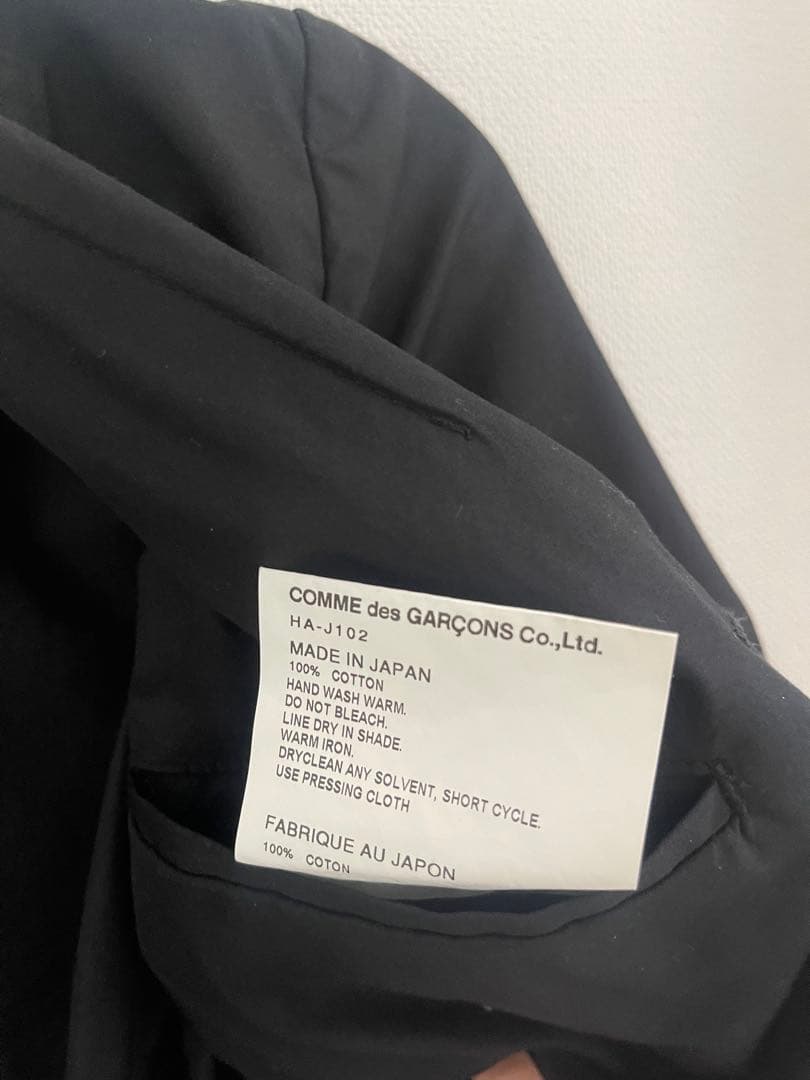 COMME des GARÇONS Co.,Ltd.
HA-J102
MADE IN JAPAN
100% COTTON
HAND WASH WARM.
DO NOT BLEACH.
LINE DRY IN SHADE.
WARM IRON.
DRYCLEAN ANY SOLVENT, SHORT CYCLE.
USE PRESSING CLOTH
FABRIQUE AU JAPON
100% COTON